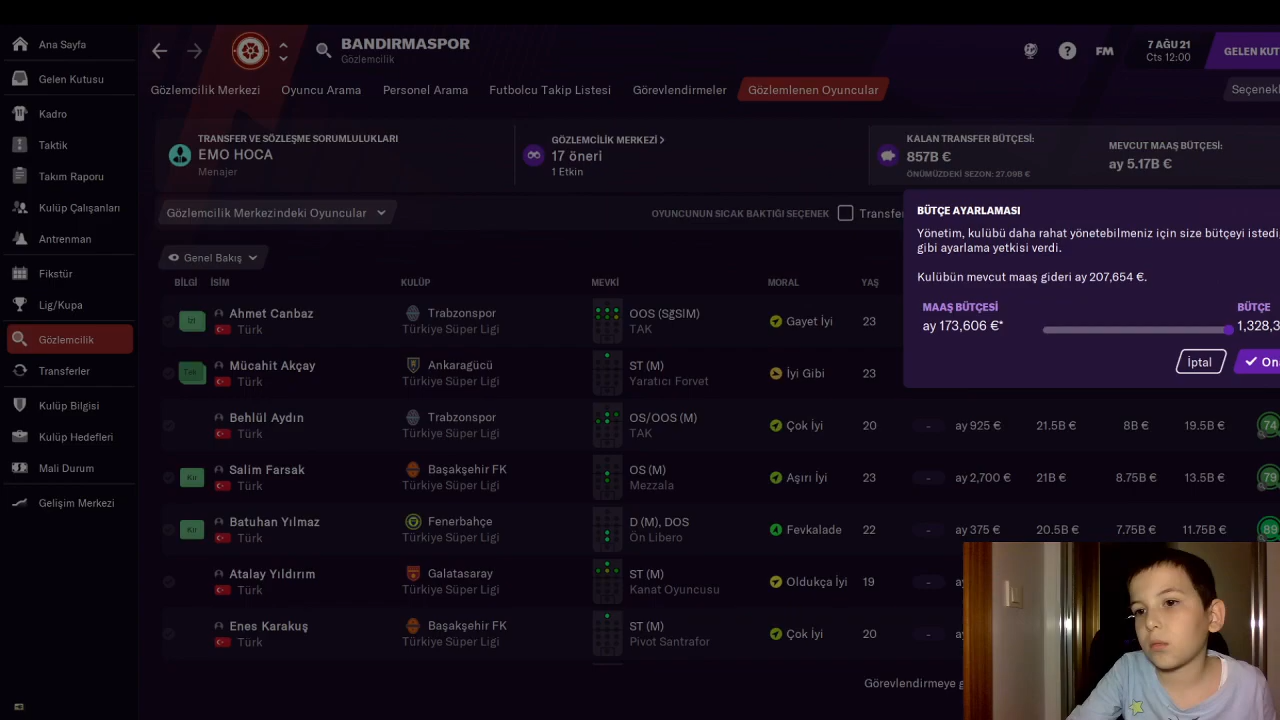 Ana Sayfa
Gelen Kutusu
Kadro
Taktik
Takım Raporu
Kulüp Çalışanları
Antrenman
Fikstür
Lig/Kupa
Gözlemcilik
Transferler
Kulüp Bilgisi
Kulüp Hedefleri
Mali Durum
Gelişim Merkezi
BANDIRMASPOR
Gözlemcilik
FM
7 AĞU 21
Cts 12:00
GELEN KUT
Gözlemcilik Merkezi Oyuncu Arama Personel Arama Futbolcu Takip Listesi Görevlendirmeler Gözlemlenen Oyuncular
Seçenekl
TRANSFER VE SÖZLEŞME SORUMLULUKLARI
EMO HOCA
Menajer
GÖZLEMCİLİK MERKEZİ >
17 öneri
1 Etkin
KALAN TRANSFER BÜTÇESİ:
857B €
ÖNÜMÜZDEKİ SEZON: 27.09B €
MEVCUT MAAŞ BÜTÇESİ:
ay 5.17B €
Gözlemcilik Merkezindeki Oyuncular
OYUNCUNUN SICAK BAKTIĞI SEÇENEK Transfer
BÜTÇE AYARLAMASI
Yönetim, kulübü daha rahat yönetebilmeniz için size bütçeyi istedi
gibi ayarlama yetkisi verdi.
Kulübün mevcut maaş gideri ay 207,654 €.
MAAŞ BÜTÇESİ BÜTÇE
ay 173,606 €* 1,328,3
İptal On
Genel Bakış
BİLGİ İSİM KULÜP MEVKİ MORAL YAŞ
Ahmet Canbaz Trabzonspor OOS (SğSlM) Gayet İyi 23
Türk Türkiye Süper Ligi TAK
Mücahit Akçay Ankaragücü ST (M) İyi Gibi 23
Türk Türkiye Süper Ligi Yaratıcı Forvet
Behlül Aydın Trabzonspor OS/OOS (M) Çok İyi 20 - ay 925 € 21.5B € 8B € 19.5B € 74
Türk Türkiye Süper Ligi TAK
Kır Salim Farsak Başakşehir FK OS (M) Aşırı İyi 23 - ay 2,700 € 21B € 8.75B € 13.5B € 79
Türk Türkiye Süper Ligi Mezzala
Kır Batuhan Yılmaz Fenerbahçe D (M), DOS Fevkalade 22 - ay 375 € 20.5B € 7.75B € 11.75B € 89
Türk Türkiye Süper Ligi Ön Libero
Atalay Yıldırım Galatasaray ST (M) Oldukça İyi 19 -
Türk Türkiye Süper Ligi Kanat Oyuncusu
Enes Karakuş Başakşehir FK ST (M) Çok İyi 20 -
Türk Türkiye Süper Ligi Pivot Santrafor
Görevlendirmeye g